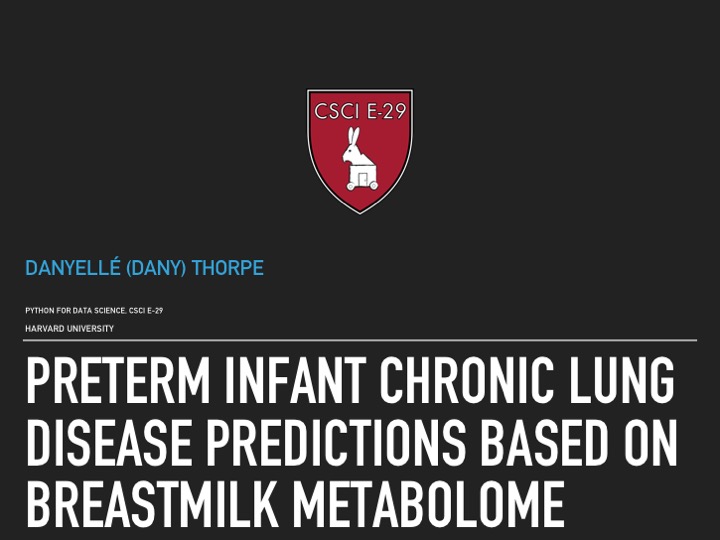 CSCI E-29
DANYELLÉ (DANY) THORPE
PYTHON FOR DATA SCIENCE. CSCI E-29
HARVARD UNIVERSITY
PRETERM INFANT CHRONIC LUNG
DISEASE PREDICTIONS BASED ON
BREASTMILK METABOLOME